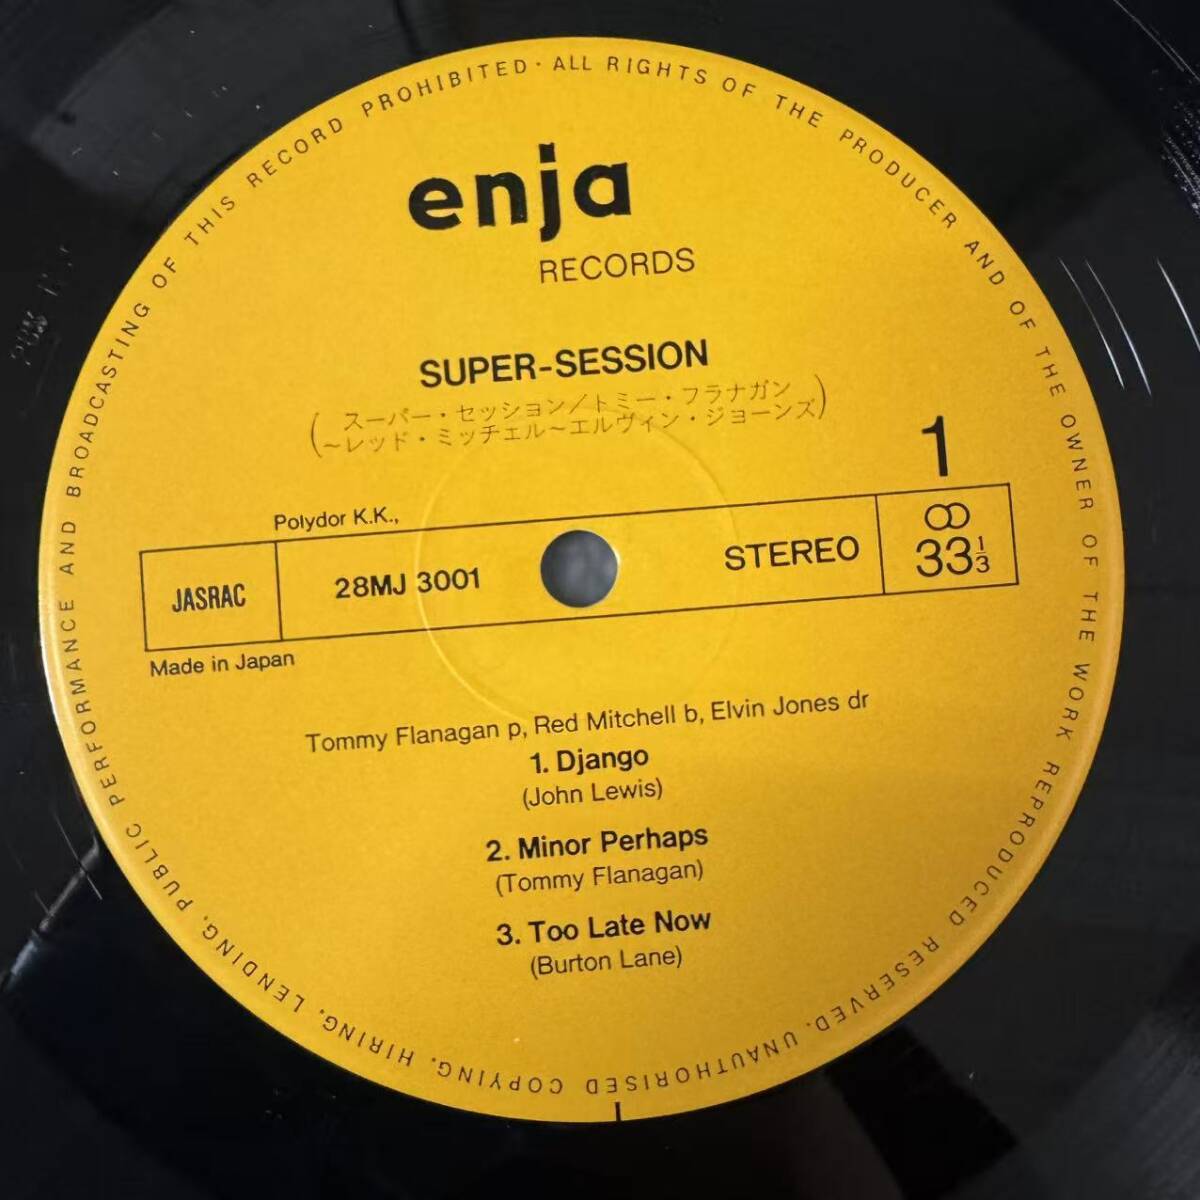 enja
RECORDS
SUPER-SESSION
(スーパー・セッション/トミー・フラナガン
～レッド・ミッチェル～エルヴィン・ジョーンズ)
1
Polydor K.K.,
JASRAC
28MJ 3001
STEREO
33 1/3
Made in Japan
Tommy Flanagan p, Red Mitchell b, Elvin Jones dr
1. Django
(John Lewis)
2. Minor Perhaps
(Tommy Flanagan)
3. Too Late Now
(Burton Lane)
ALL RIGHTS OF THE PRODUCER AND OF THE OWNER OF THE WORK REPRODUCED RESERVED. UNAUTHORISED COPYING, HIRING, LENDING, PUBLIC PERFORMANCE AND BROADCASTING OF THIS RECORD PROHIBITED ·